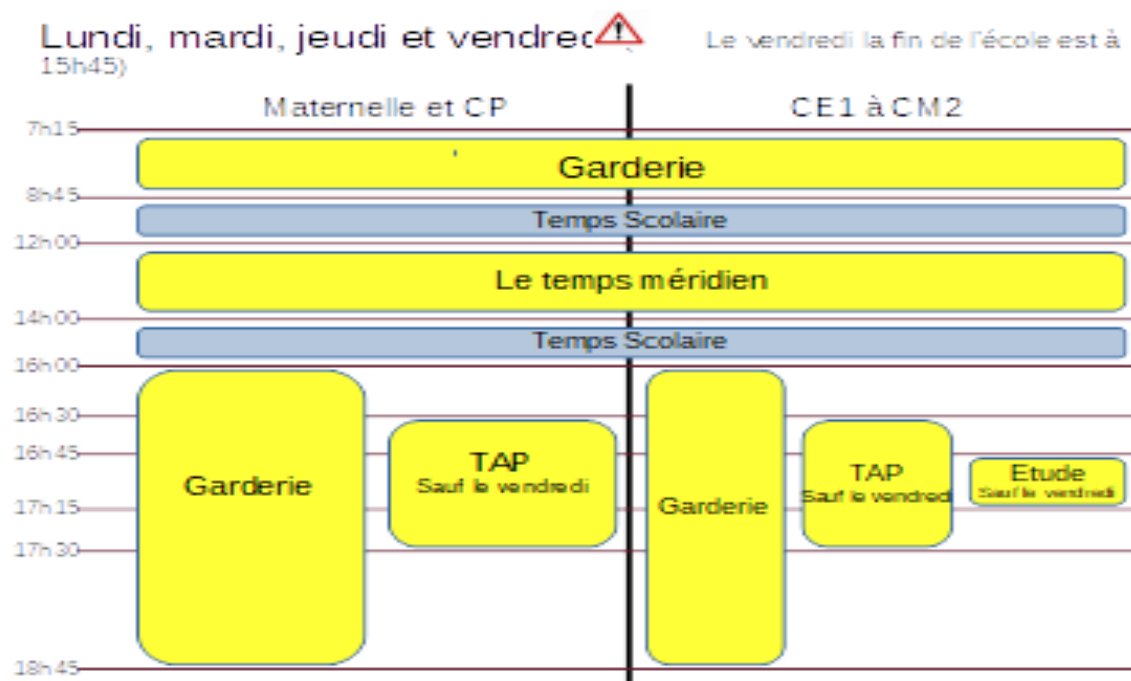 Lundi, mardi, jeudi et vendred Le vendredi la fin de l'école est à
15h45)
Maternelle et CP CE1 à CM2
7h15
Garderie
8h45
Temps Scolaire
12h00
Le temps méridien
14h00
Temps Scolaire
16h00
16h30
16h45
TAP
Sauf le vendredi
Garderie
TAP
Sauf le vendredi
Garderie
Etude
Sauf le vendredi
17h15
17h30
18h45